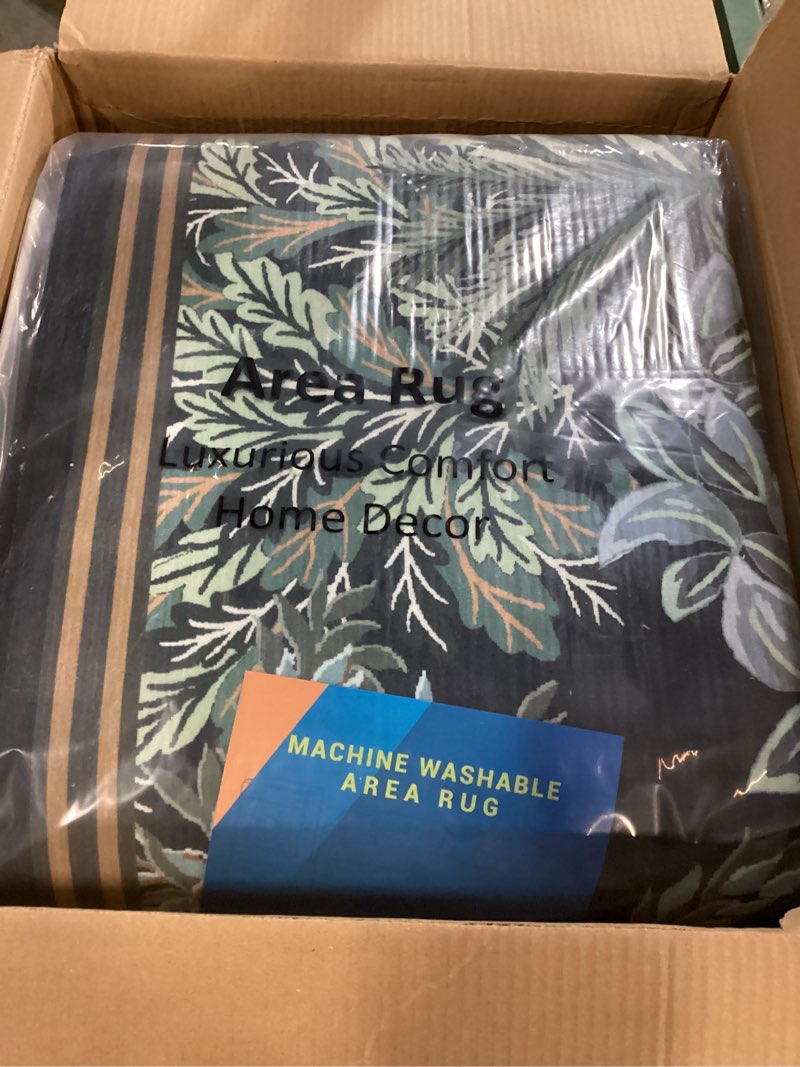 Area Rug
Luxurious Comfort
Home Decor
MACHINE WASHABLE
AREA RUG